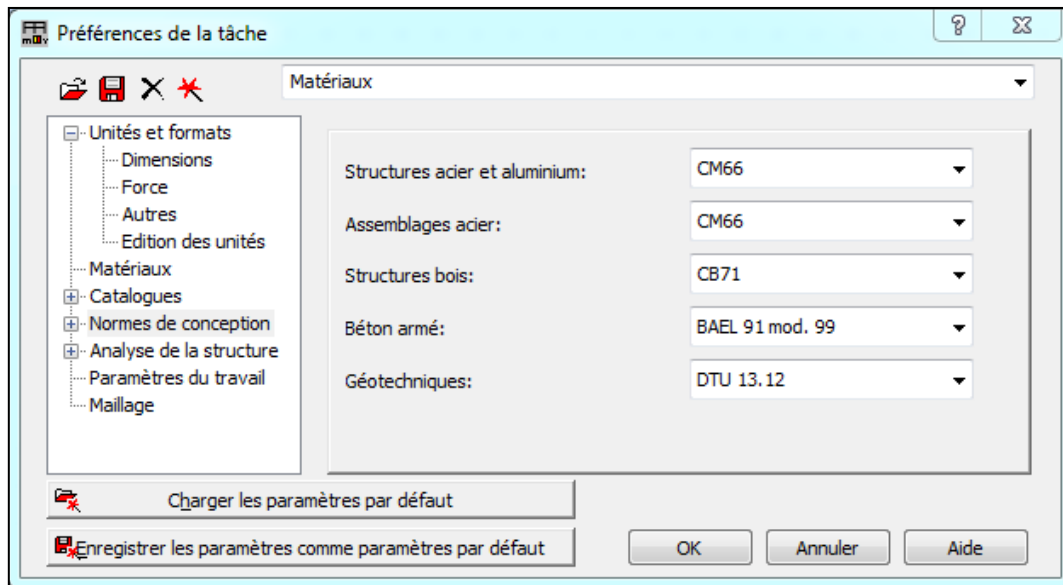 Préférences de la tâche
Matériaux
Unités et formats
Dimensions
Force
Autres
Edition des unités
Matériaux
Catalogues
Normes de conception
Analyse de la structure
Paramètres du travail
Maillage
Structures acier et aluminium: CM66
Assemblages acier: CM66
Structures bois: CB71
Béton armé: BAEL 91 mod. 99
Géotechniques: DTU 13.12
Charger les paramètres par défaut
Enregistrer les paramètres comme paramètres par défaut
OK Annuler Aide